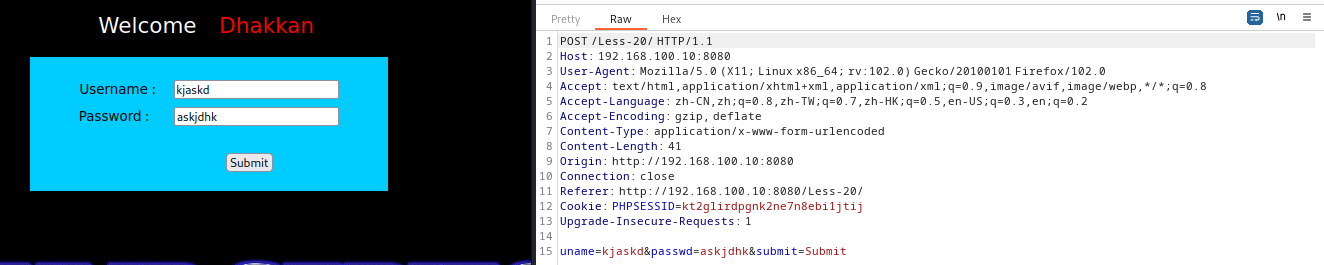 Welcome Dhakkan
Username :
kjaskd
Password :
askjdhk
Submit
Pretty Raw Hex
\n
1 POST /Less-20/ HTTP/1.1
2 Host: 192.168.100.10:8080
3 User-Agent: Mozilla/5.0 (X11; Linux x86_64; rv:102.0) Gecko/20100101 Firefox/102.0
4 Accept: text/html,application/xhtml+xml,application/xml;q=0.9,image/avif,image/webp,*/*;q=0.8
5 Accept-Language: zh-CN,zh;q=0.8,zh-TW;q=0.7,zh-HK;q=0.5,en-US;q=0.3,en;q=0.2
6 Accept-Encoding: gzip, deflate
7 Content-Type: application/x-www-form-urlencoded
8 Content-Length: 41
9 Origin: http://192.168.100.10:8080
10 Connection: close
11 Referer: http://192.168.100.10:8080/Less-20/
12 Cookie: PHPSESSID=kt2glirdpgnk2ne7n8ebi1jtij
13 Upgrade-Insecure-Requests: 1
14
15 uname=kjaskd&passwd=askjdhk&submit=Submit